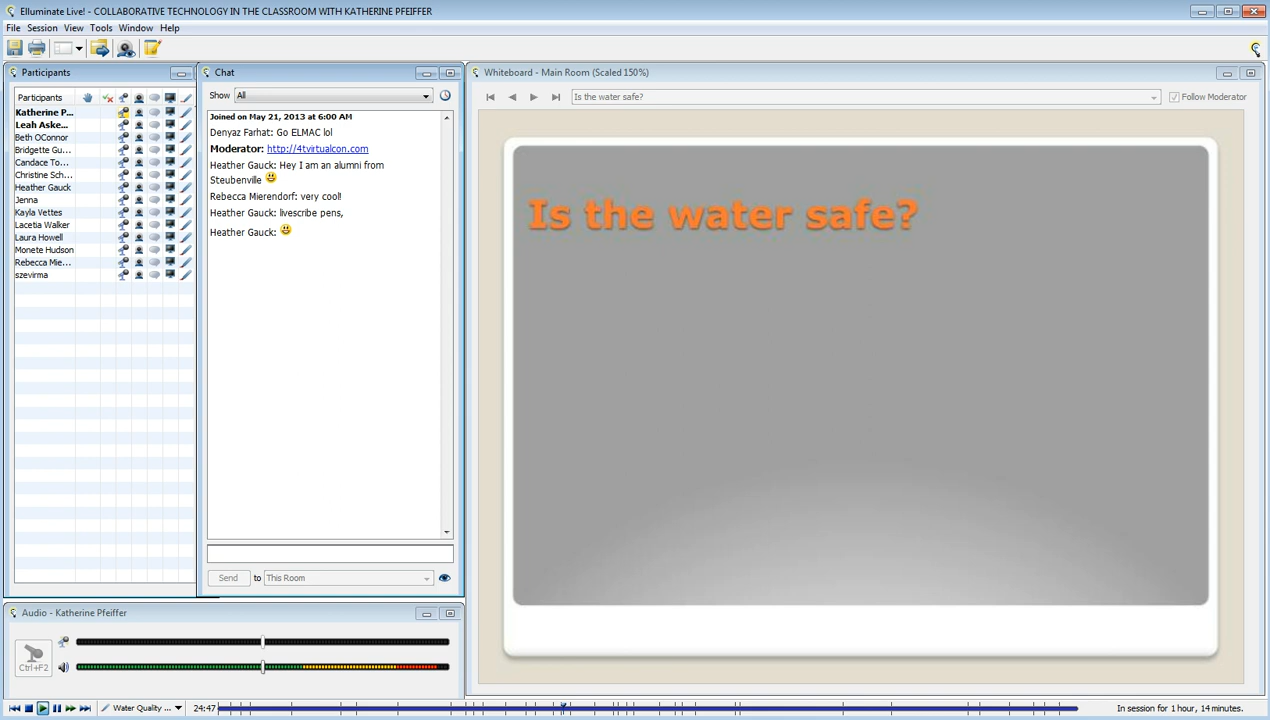 Elluminate Live! - COLLABORATIVE TECHNOLOGY IN THE CLASSROOM WITH KATHERINE PFEIFFER
File Session View Tools Window Help
Participants
Participants
Katherine P...
Leah Aske...
Beth OConnor
Bridgette Gu...
Candace To...
Christine Sch...
Heather Gauck
Jenna
Kayla Vettes
Lacetia Walker
Laura Howell
Monete Hudson
Rebecca Mie...
szevirma
Chat
Show All
Joined on May 21, 2013 at 6:00 AM
Denyaz Farhat: Go ELMAC lol
Moderator: http://4tvirtualcon.com
Heather Gauck: Hey I am an alumni from
Steubenville
Rebecca Mierendorf: very cool!
Heather Gauck: livescribe pens,
Heather Gauck:
Send to This Room
Whiteboard - Main Room (Scaled 150%)
Is the water safe? Follow Moderator
Is the water safe?
Audio - Katherine Pfeiffer
Ctrl+F2
Water Quality ... 24:47 In session for 1 hour, 14 minutes.